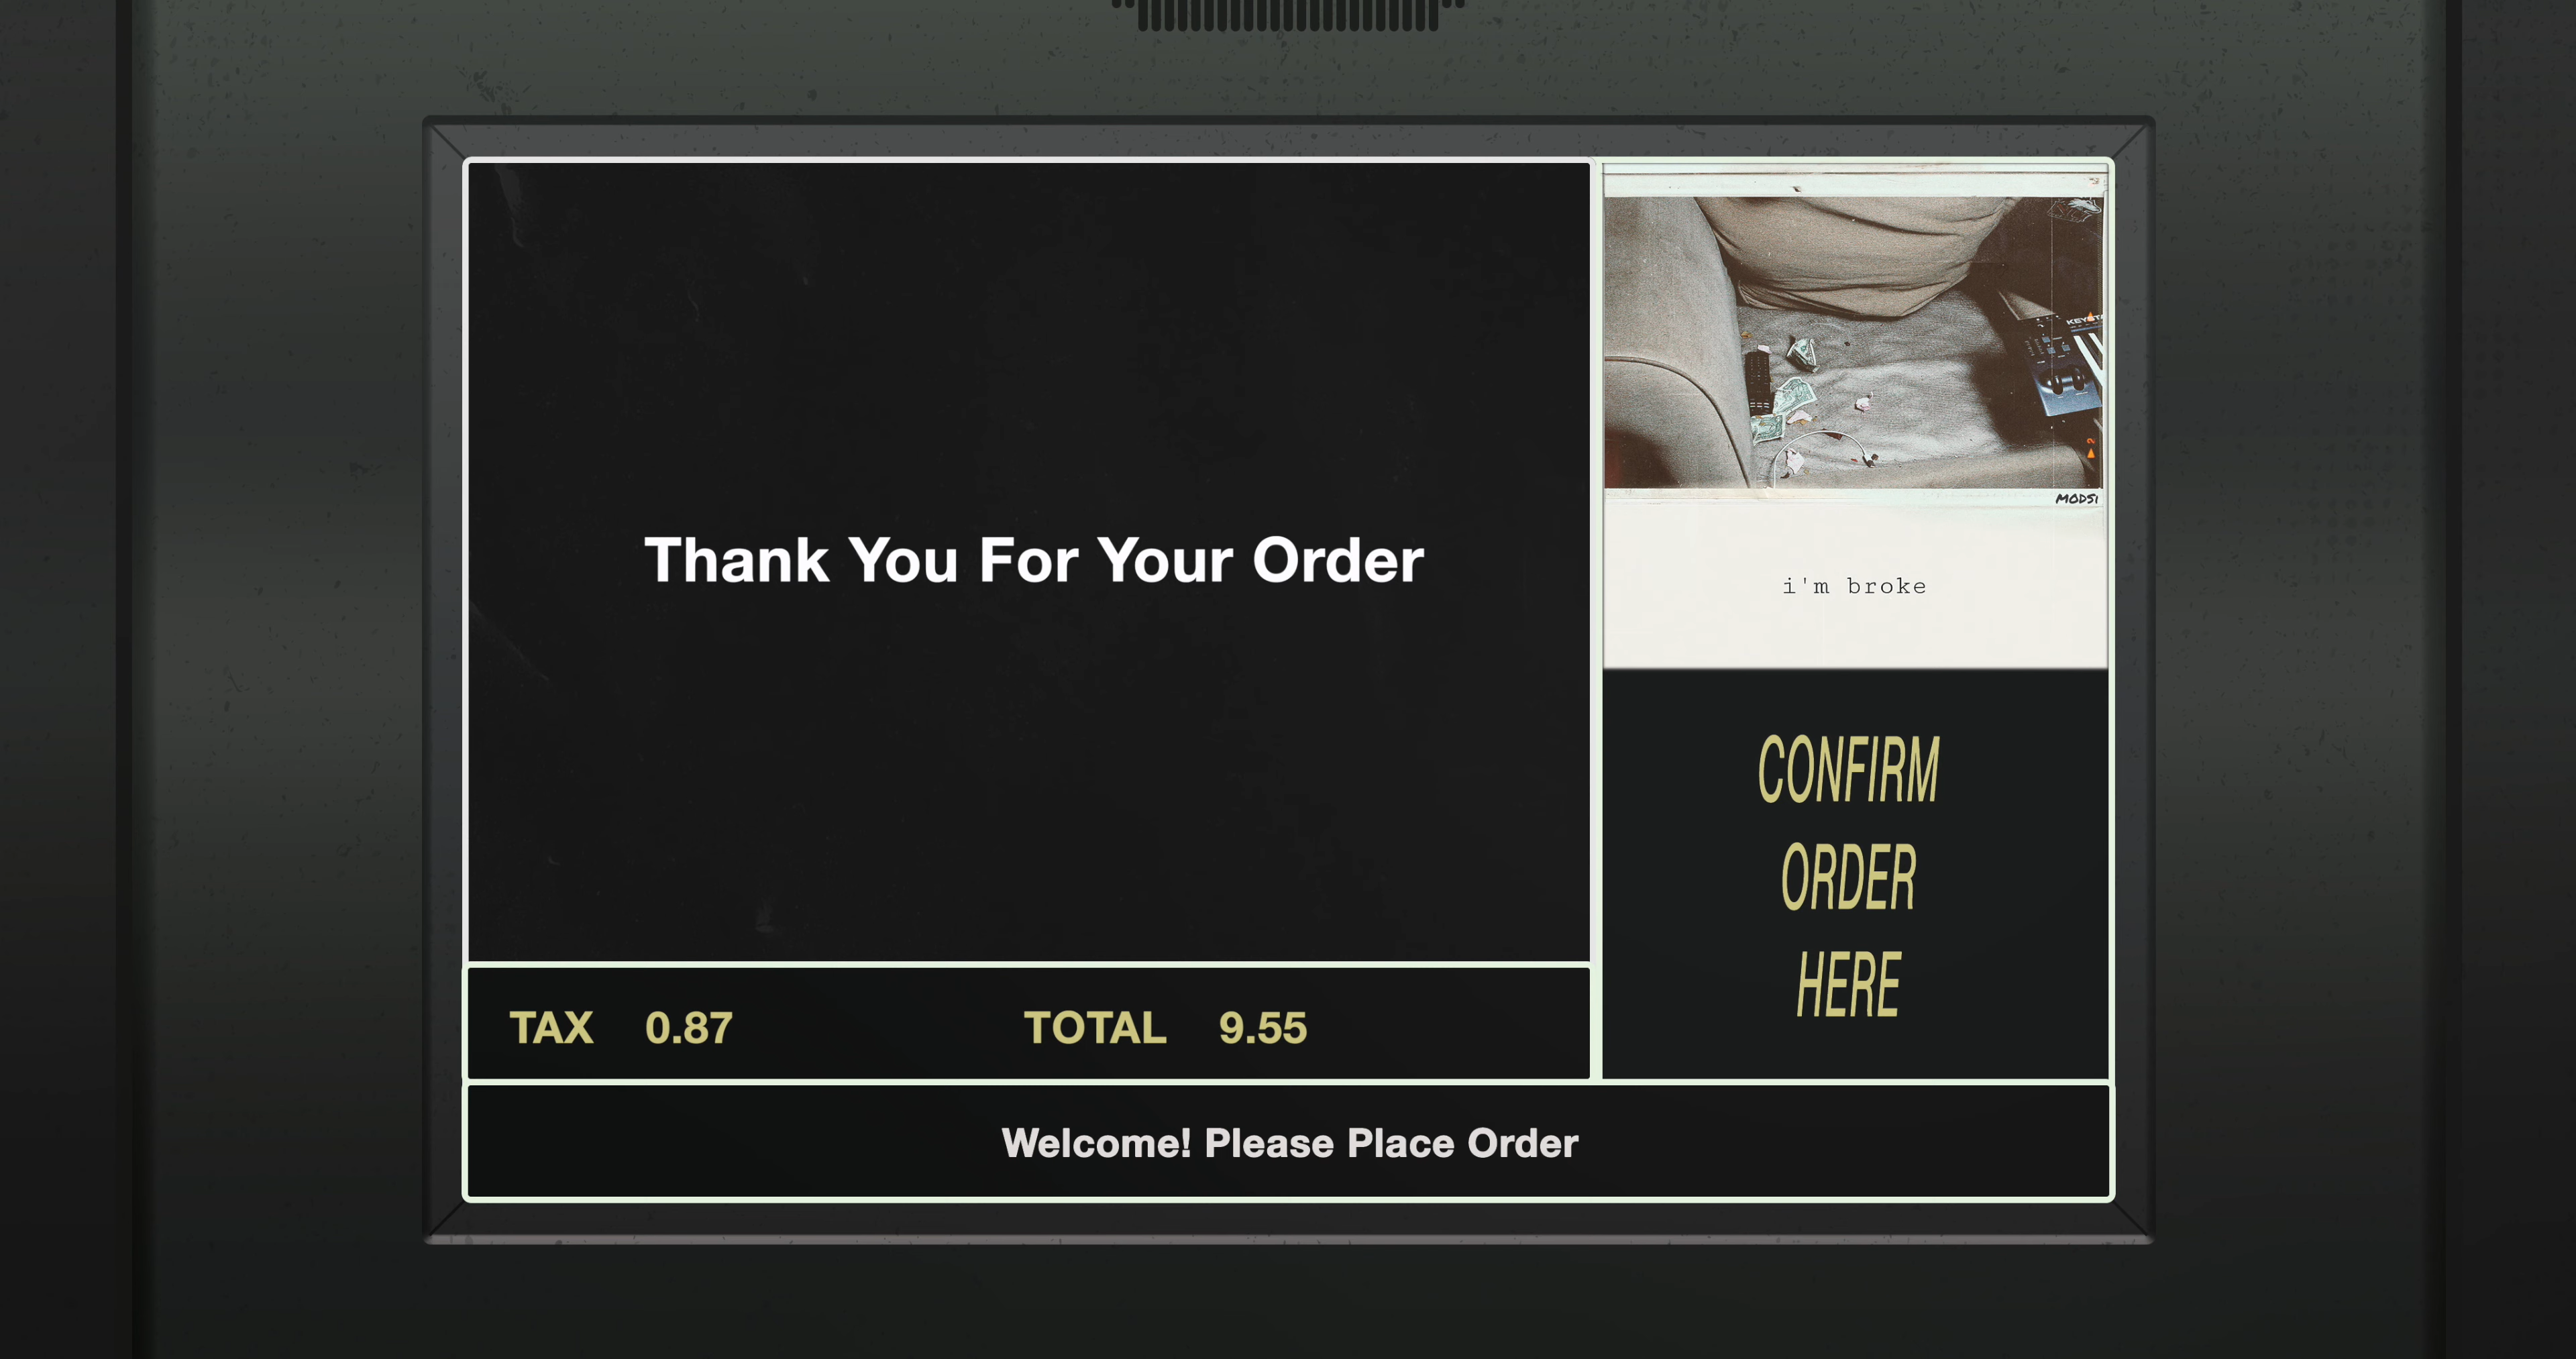 Thank You For Your Order
TAX 0.87 TOTAL 9.55
Welcome! Please Place Order
MODSI
i'm broke
CONFIRM
ORDER
HERE
2